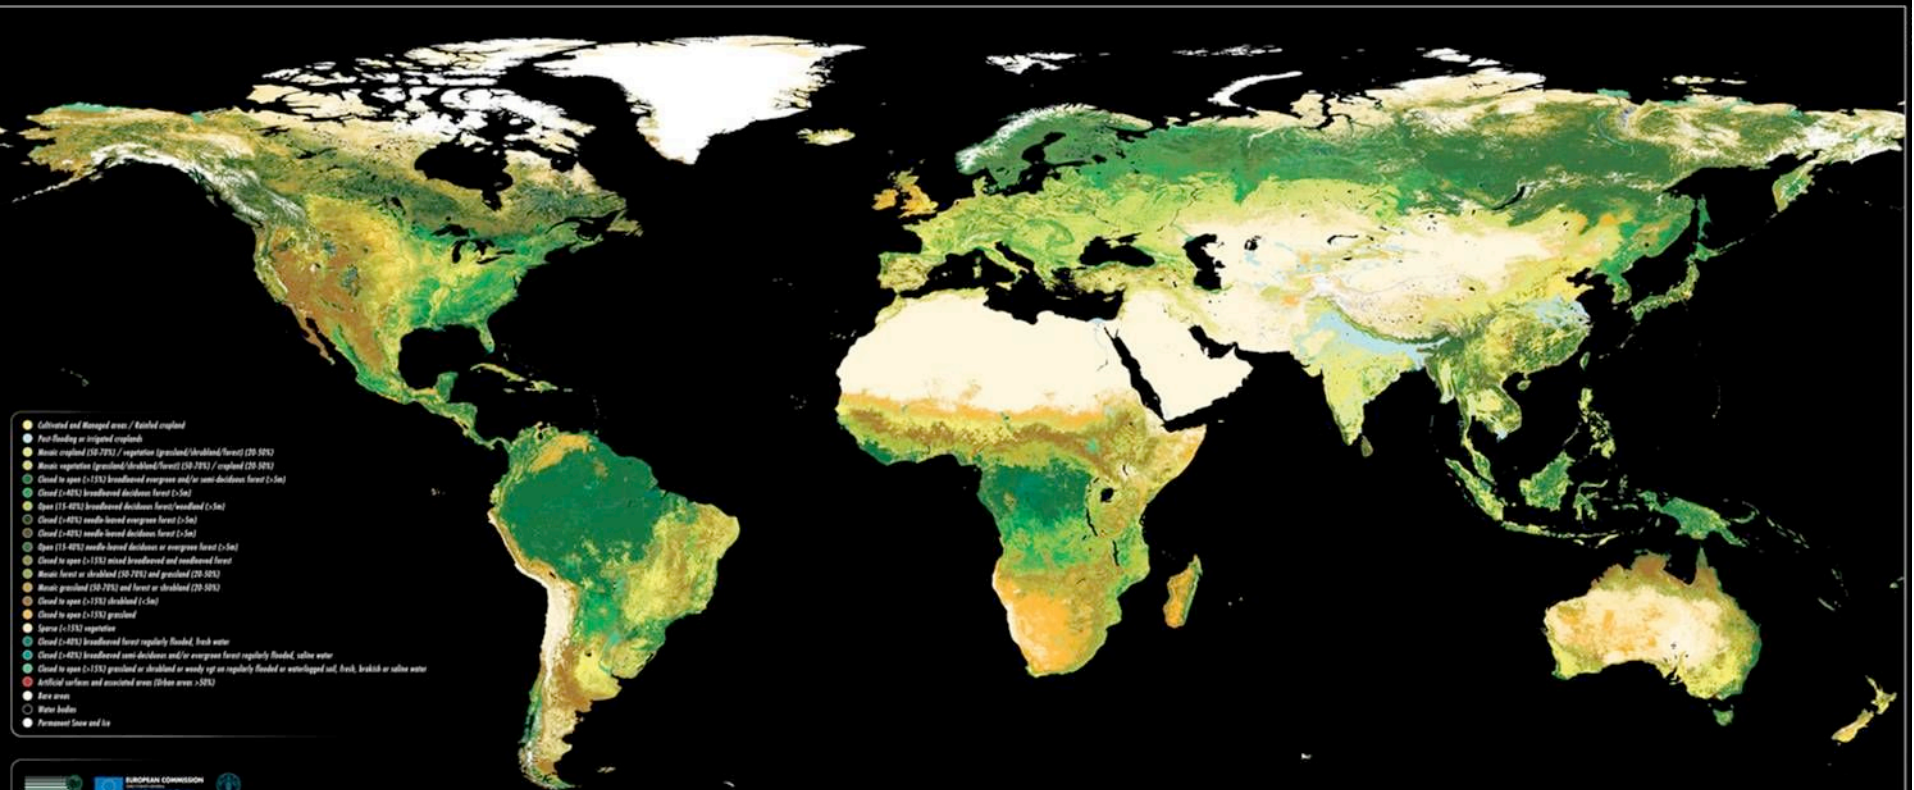 Cultivated and Managed areas / Rainfed cropland
Post-flooding or irrigated croplands
Mosaic cropland (50-70%) / vegetation (grassland/shrubland/forest) (20-50%)
Mosaic vegetation (grassland/shrubland/forest) (50-70%) / cropland (20-50%)
Closed to open (>15%) broadleaved evergreen and/or semi-deciduous forest (>5m)
Closed (>40%) broadleaved deciduous forest (>5m)
Open (15-40%) broadleaved deciduous forest/woodland (>5m)
Closed (>40%) needle-leaved evergreen forest (>5m)
Closed (>40%) needle-leaved deciduous forest (>5m)
Open (15-40%) needle-leaved deciduous or evergreen forest (>5m)
Closed to open (>15%) mixed broadleaved and needleaved forest
Mosaic forest or shrubland (50-70%) and grassland (20-50%)
Mosaic grassland (50-70%) and forest or shrubland (20-50%)
Closed to open (>15%) shrubland (<5m)
Closed to open (>15%) grassland
Sparse (<15%) vegetation
Closed (>40%) broadleaved forest regularly flooded, fresh water
Closed (>40%) broadleaved semi-deciduous and/or evergreen forest regularly flooded, saline water
Closed to open (>15%) grassland or shrubland or woody vgt on regularly flooded or waterlogged soil, fresh, brakish or saline water
Artificial surfaces and associated areas (Urban areas >50%)
Bare areas
Water bodies
Permanent Snow and Ice
EUROPEAN COMMISSION